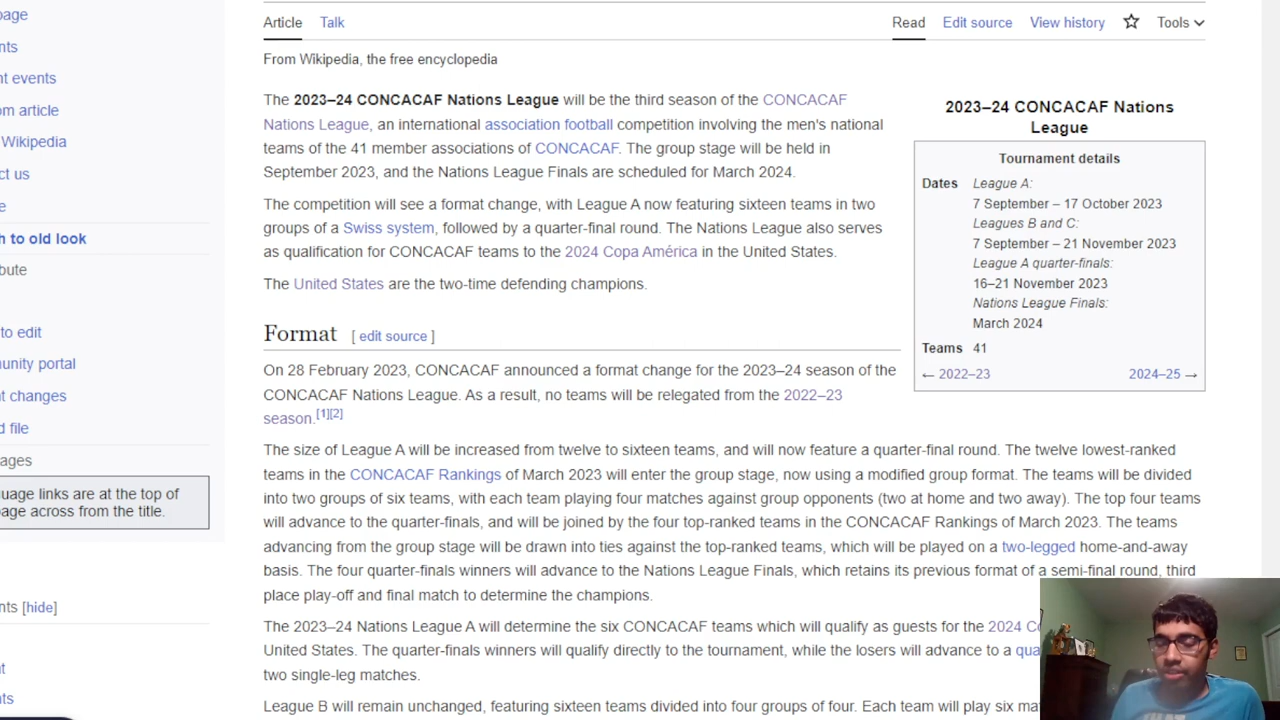 page
Article Talk Read Edit source View history Tools
nts
From Wikipedia, the free encyclopedia
nt events
The 2023–24 CONCACAF Nations League will be the third season of the CONCACAF
Nations League, an international association football competition involving the men's national
teams of the 41 member associations of CONCACAF. The group stage will be held in
September 2023, and the Nations League Finals are scheduled for March 2024.
The competition will see a format change, with League A now featuring sixteen teams in two
groups of a Swiss system, followed by a quarter-final round. The Nations League also serves
as qualification for CONCACAF teams to the 2024 Copa América in the United States.
The United States are the two-time defending champions.
2023–24 CONCACAF Nations
League
Tournament details
Dates League A:
7 September – 17 October 2023
Leagues B and C:
7 September – 21 November 2023
League A quarter-finals:
16–21 November 2023
Nations League Finals:
March 2024
Teams 41
← 2022–23 2024–25 →
om article
Wikipedia
ct us
e
h to old look
bute
to edit
unity portal
t changes
d file
ages
uage links are at the top of
age across from the title.
nts [hide]
t
nts
Format [ edit source ]
On 28 February 2023, CONCACAF announced a format change for the 2023–24 season of the
CONCACAF Nations League. As a result, no teams will be relegated from the 2022–23
season.[1][2]
The size of League A will be increased from twelve to sixteen teams, and will now feature a quarter-final round. The twelve lowest-ranked
teams in the CONCACAF Rankings of March 2023 will enter the group stage, now using a modified group format. The teams will be divided
into two groups of six teams, with each team playing four matches against group opponents (two at home and two away). The top four teams
will advance to the quarter-finals, and will be joined by the four top-ranked teams in the CONCACAF Rankings of March 2023. The teams
advancing from the group stage will be drawn into ties against the top-ranked teams, which will be played on a two-legged home-and-away
basis. The four quarter-finals winners will advance to the Nations League Finals, which retains its previous format of a semi-final round, third
place play-off and final match to determine the champions.
The 2023–24 Nations League A will determine the six CONCACAF teams which will qualify as guests for the 2024 Co
United States. The quarter-finals winners will qualify directly to the tournament, while the losers will advance to a qua
two single-leg matches.
League B will remain unchanged, featuring sixteen teams divided into four groups of four. Each team will play six ma